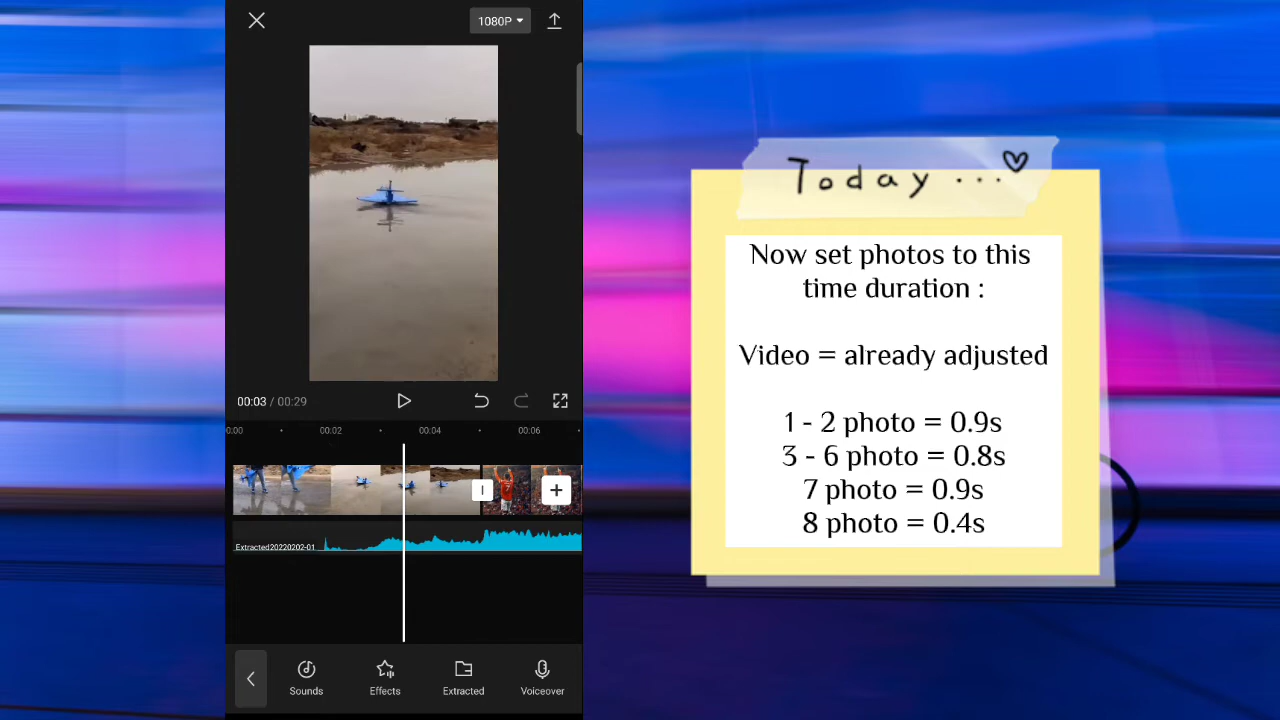 1080P
00:03 / 00:29
0:00
00:02
00:04
00:06
Extracted20220202-01
Sounds
Effects
Extracted
Voiceover
Today ...
Now set photos to this
time duration :
Video = already adjusted
1 - 2 photo = 0.9s
3 - 6 photo = 0.8s
7 photo = 0.9s
8 photo = 0.4s